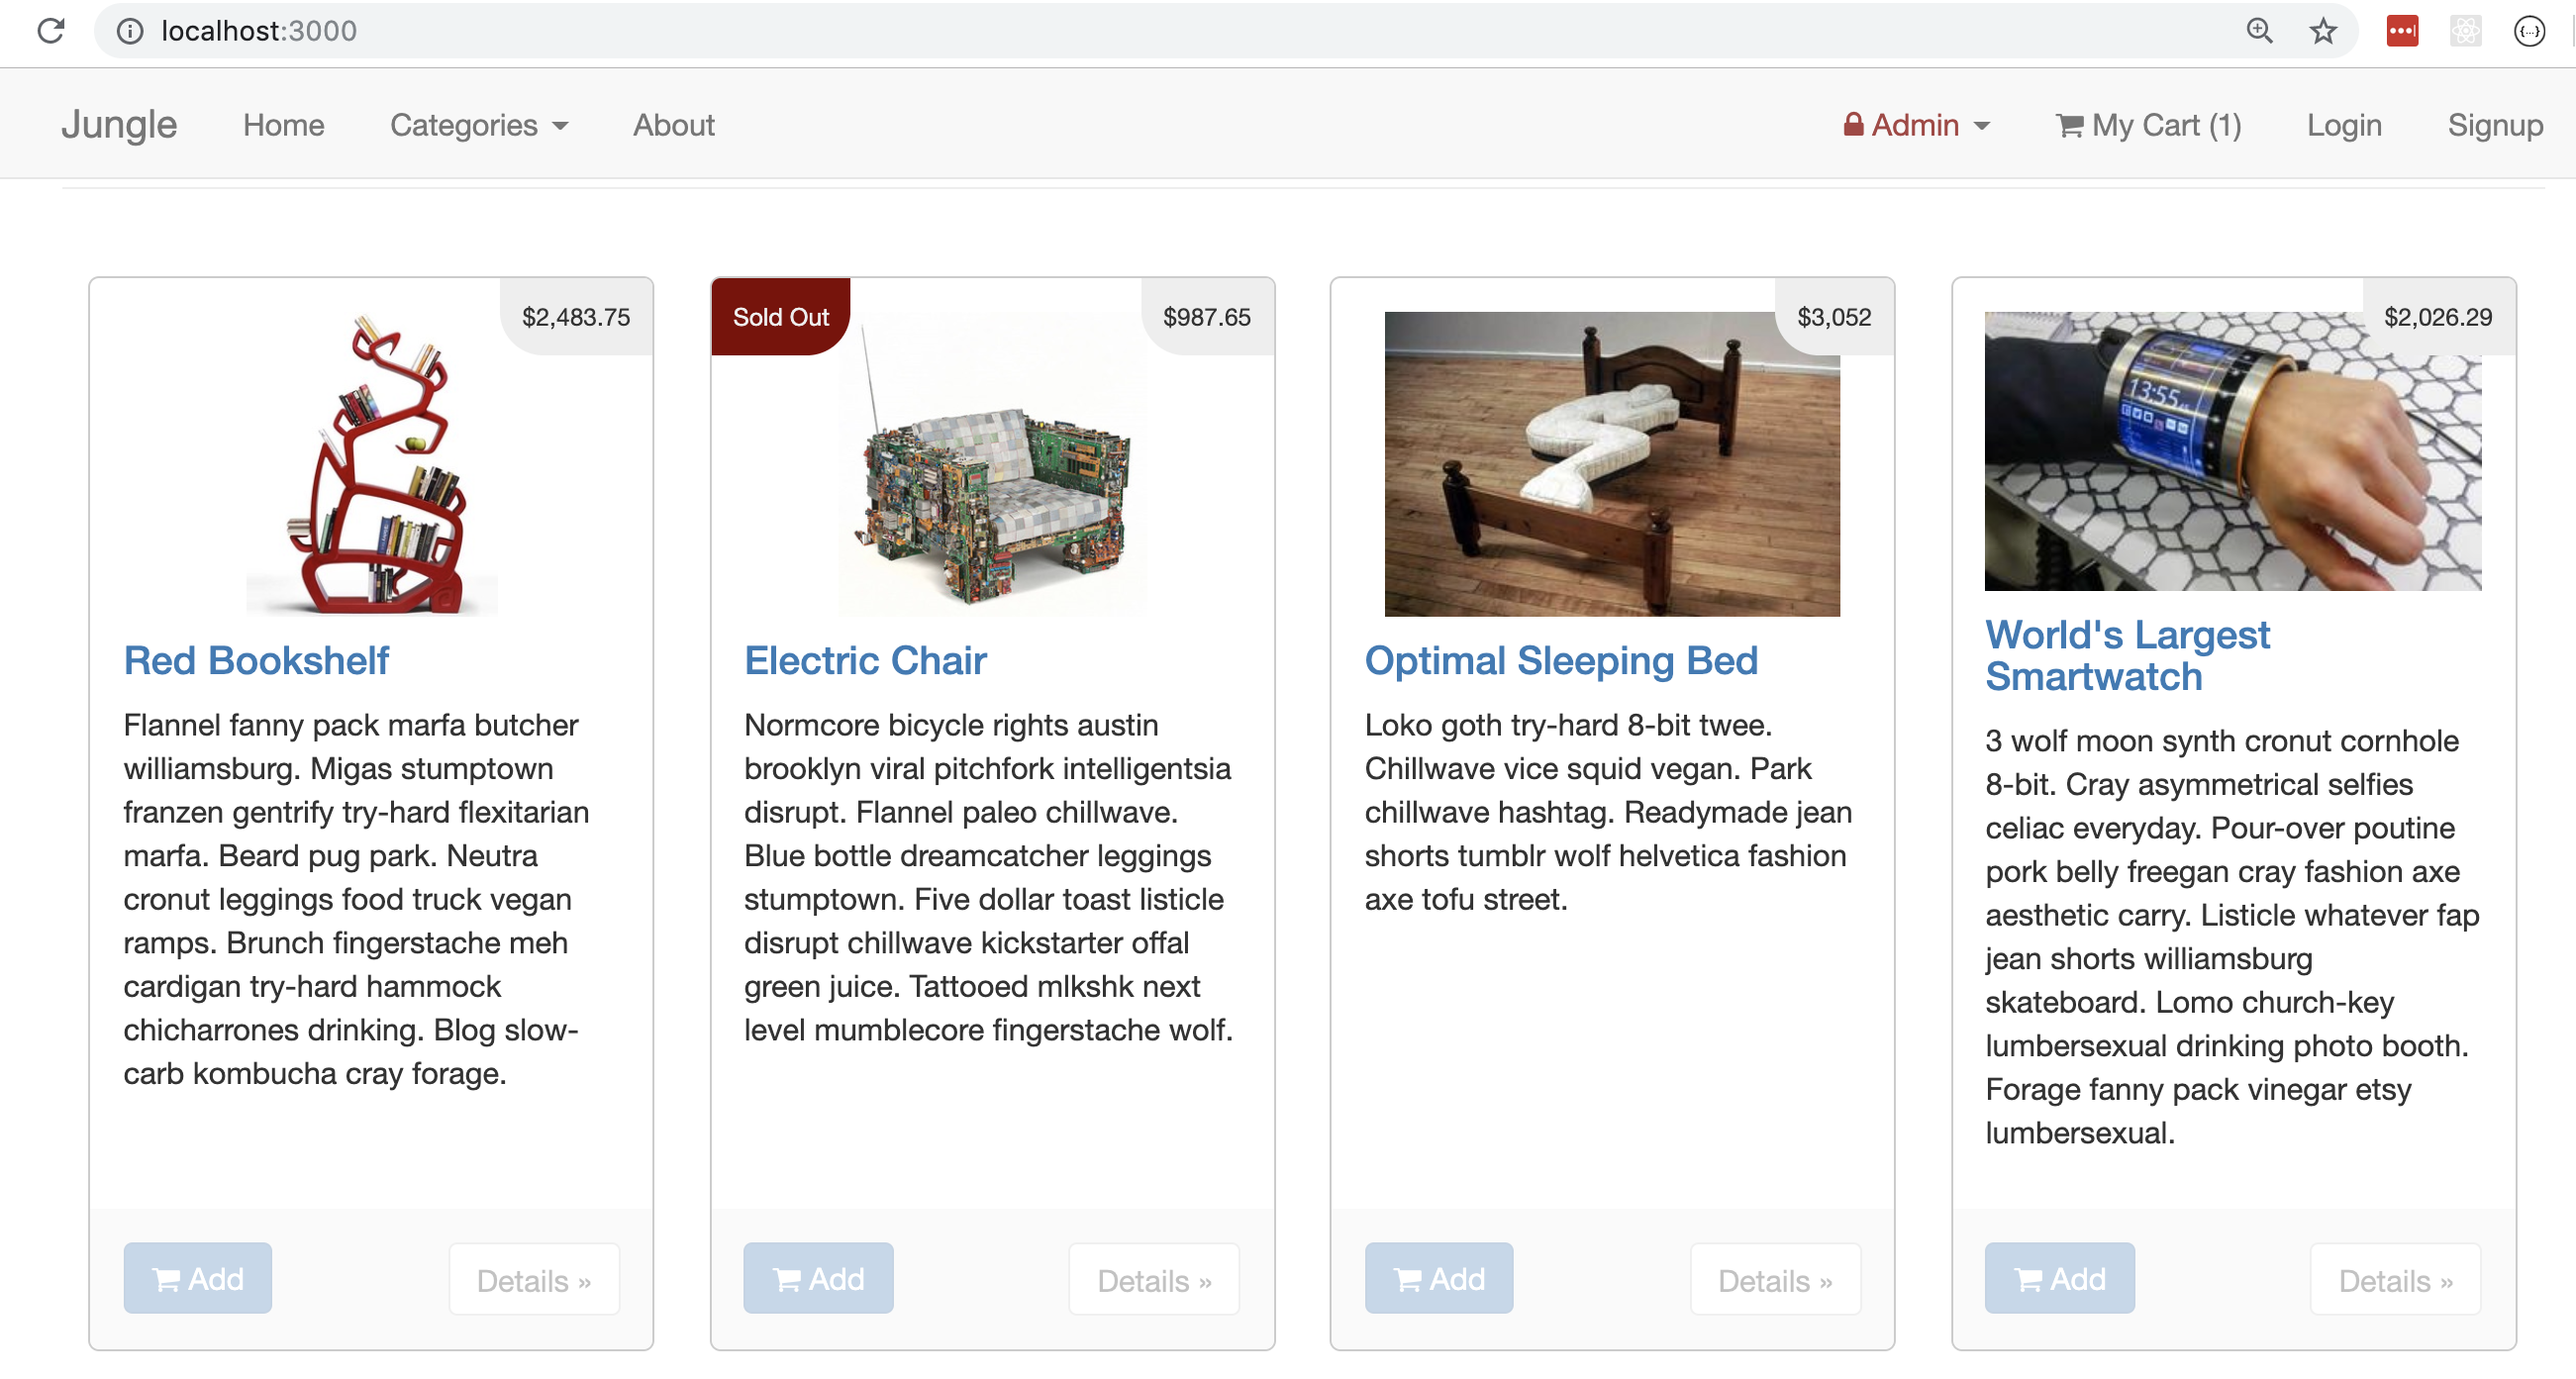 localhost:3000
Jungle Home Categories About Admin My Cart (1) Login Signup
$2,483.75
Red Bookshelf
Flannel fanny pack marfa butcher
williamsburg. Migas stumptown
franzen gentrify try-hard flexitarian
marfa. Beard pug park. Neutra
cronut leggings food truck vegan
ramps. Brunch fingerstache meh
cardigan try-hard hammock
chicharrones drinking. Blog slow-
carb kombucha cray forage.
Add Details »
Sold Out $987.65
Electric Chair
Normcore bicycle rights austin
brooklyn viral pitchfork intelligentsia
disrupt. Flannel paleo chillwave.
Blue bottle dreamcatcher leggings
stumptown. Five dollar toast listicle
disrupt chillwave kickstarter offal
green juice. Tattooed mlkshk next
level mumblecore fingerstache wolf.
Add Details »
$3,052
Optimal Sleeping Bed
Loko goth try-hard 8-bit twee.
Chillwave vice squid vegan. Park
chillwave hashtag. Readymade jean
shorts tumblr wolf helvetica fashion
axe tofu street.
Add Details »
$2,026.29
13:55
World's Largest
Smartwatch
3 wolf moon synth cronut cornhole
8-bit. Cray asymmetrical selfies
celiac everyday. Pour-over poutine
pork belly freegan cray fashion axe
aesthetic carry. Listicle whatever fap
jean shorts williamsburg
skateboard. Lomo church-key
lumbersexual drinking photo booth.
Forage fanny pack vinegar etsy
lumbersexual.
Add Details »